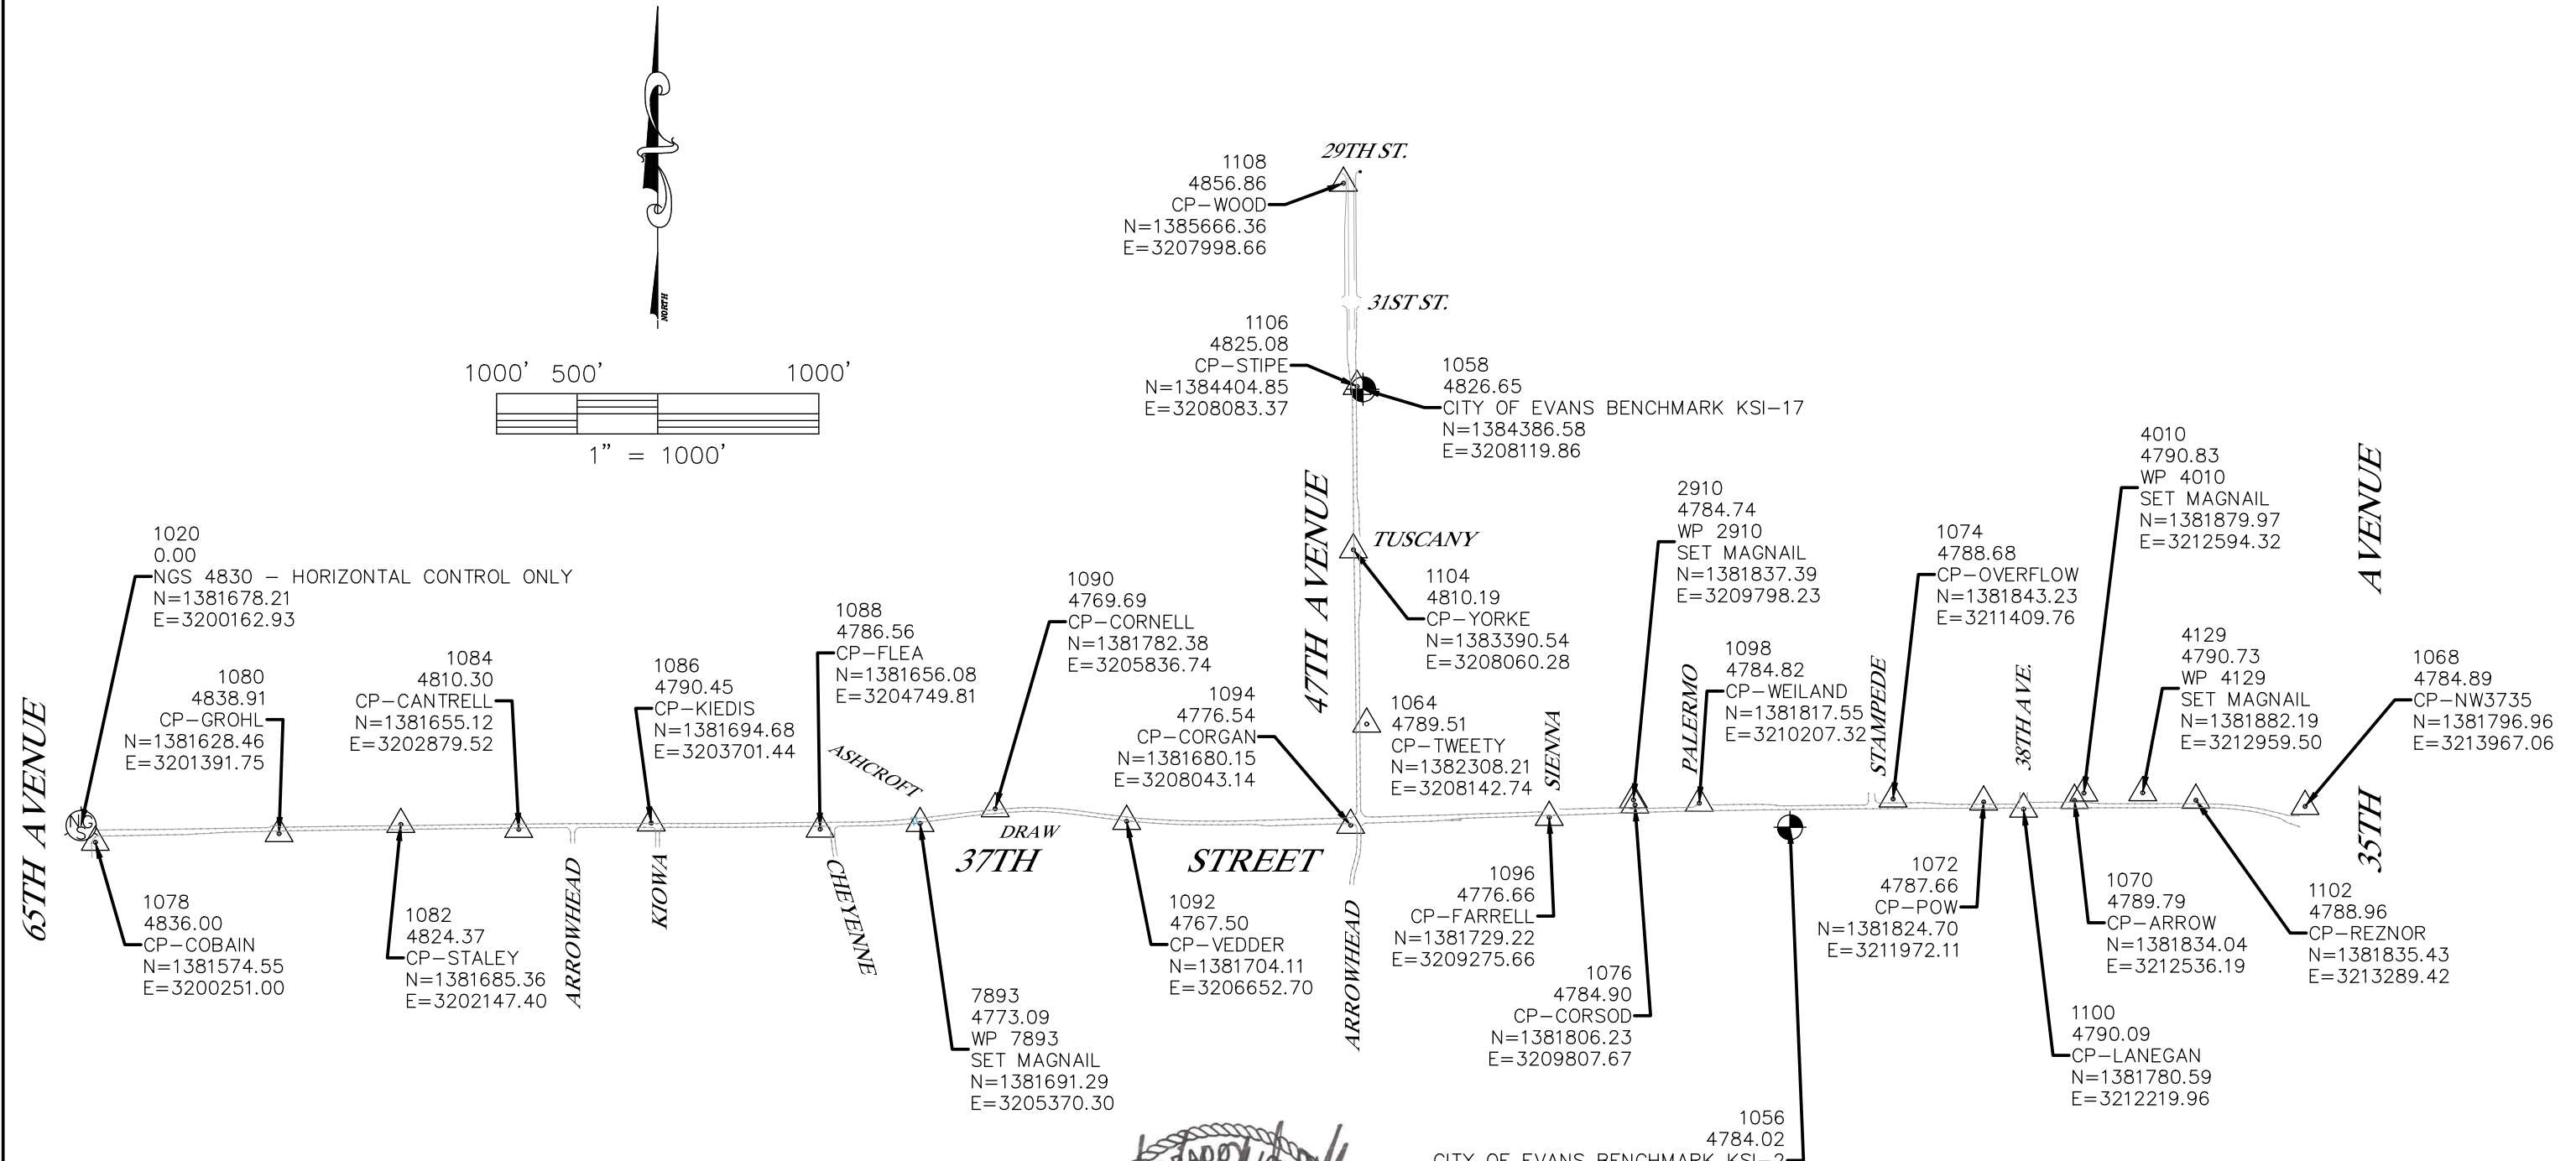 29TH ST.
1108
4856.86
CP-WOOD
N=1385666.36
E=3207998.66
NORTH
31ST ST.
1106
4825.08
CP-STIPE
N=1384404.85
E=3208083.37
1058
4826.65
CITY OF EVANS BENCHMARK KSI-17
N=1384386.58
E=3208119.86
1000' 500' 1000'
1" = 1000'
4010
4790.83
WP 4010
SET MAGNAIL
N=1381879.97
E=3212594.32
AVENUE
47TH AVENUE
2910
4784.74
WP 2910
SET MAGNAIL
N=1381837.39
E=3209798.23
1020
0.00
NGS 4830 - HORIZONTAL CONTROL ONLY
N=1381678.21
E=3200162.93
TUSCANY
1104
4810.19
CP-YORKE
N=1383390.54
E=3208060.28
1074
4788.68
CP-OVERFLOW
N=1381843.23
E=3211409.76
1090
4769.69
CP-CORNELL
N=1381782.38
E=3205836.74
1088
4786.56
CP-FLEA
N=1381656.08
E=3204749.81
4129
4790.73
WP 4129
SET MAGNAIL
N=1381882.19
E=3212959.50
1068
4784.89
CP-NW3735
N=1381796.96
E=3213967.06
1080
4838.91
CP-GROHL
N=1381628.46
E=3201391.75
1084
4810.30
CP-CANTRELL
N=1381655.12
E=3202879.52
1086
4790.45
CP-KIEDIS
N=1381694.68
E=3203701.44
1094
4776.54
CP-CORGAN
N=1381680.15
E=3208043.14
1064
4789.51
CP-TWEETY
N=1382308.21
E=3208142.74
1098
4784.82
CP-WEILAND
N=1381817.55
E=3210207.32
65TH AVENUE
ASHCROFT
DRAW
SIENNA
PALERMO
STAMPEDE
38TH AVE.
35TH
NG
S
37TH STREET
ARROWHEAD
KIOWA
CHEYENNE
ARROWHEAD
1078
4836.00
CP-COBAIN
N=1381574.55
E=3200251.00
1082
4824.37
CP-STALEY
N=1381685.36
E=3202147.40
7893
4773.09
WP 7893
SET MAGNAIL
N=1381691.29
E=3205370.30
1092
4767.50
CP-VEDDER
N=1381704.11
E=3206652.70
1096
4776.66
CP-FARRELL
N=1381729.22
E=3209275.66
1076
4784.90
CP-CORSOD
N=1381806.23
E=3209807.67
1072
4787.66
CP-POW
N=1381824.70
E=3211972.11
1070
4789.79
CP-ARROW
N=1381834.04
E=3212536.19
1102
4788.96
CP-REZNOR
N=1381835.43
E=3213289.42
1100
4790.09
CP-LANEGAN
N=1381780.59
E=3212219.96
1056
4784.02
CITY OF EVANS BENCHMARK KSI-2